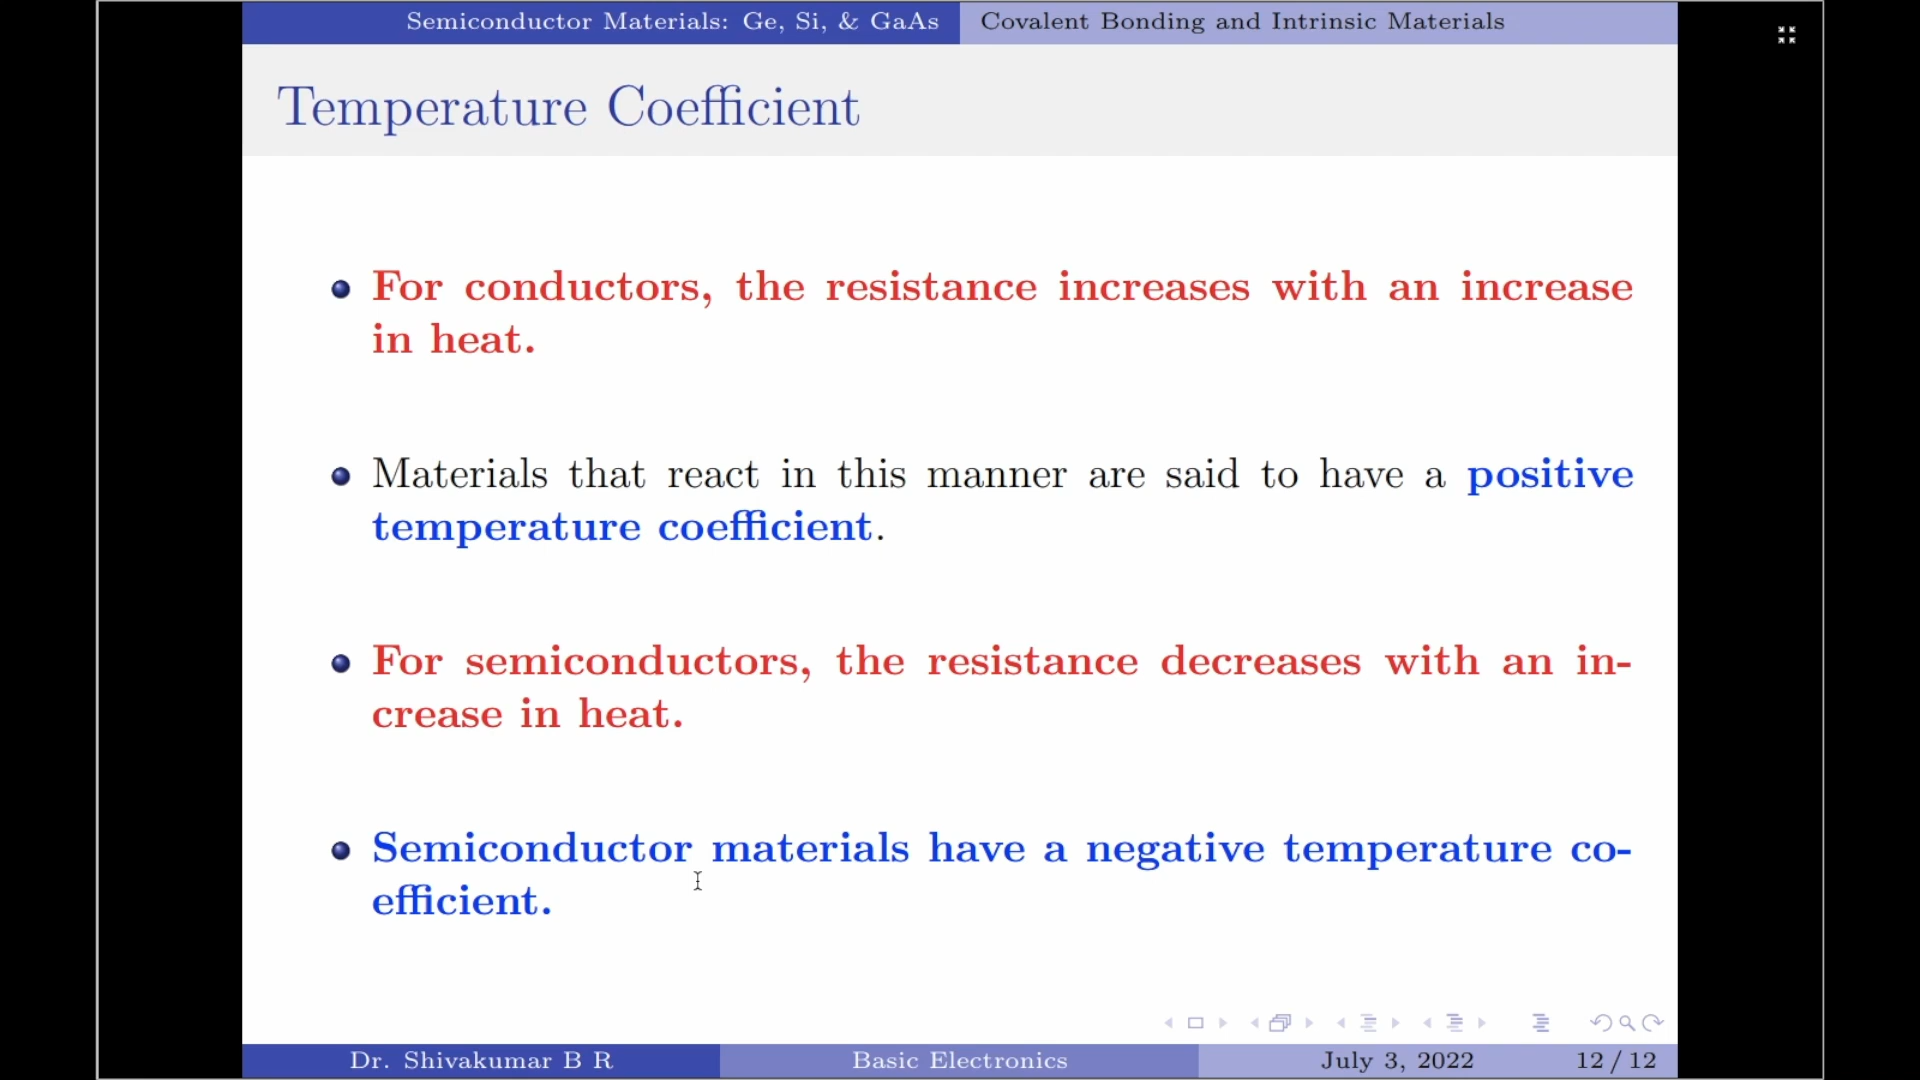 Semiconductor Materials: Ge, Si, & GaAs
Covalent Bonding and Intrinsic Materials
Temperature Coefficient
For conductors, the resistance increases with an increase
in heat.
Materials that react in this manner are said to have a positive
temperature coefficient.
For semiconductors, the resistance decreases with an in-
crease in heat.
Semiconductor materials have a negative temperature co-
efficient.
Dr. Shivakumar B R
Basic Electronics
July 3, 2022
12 / 12